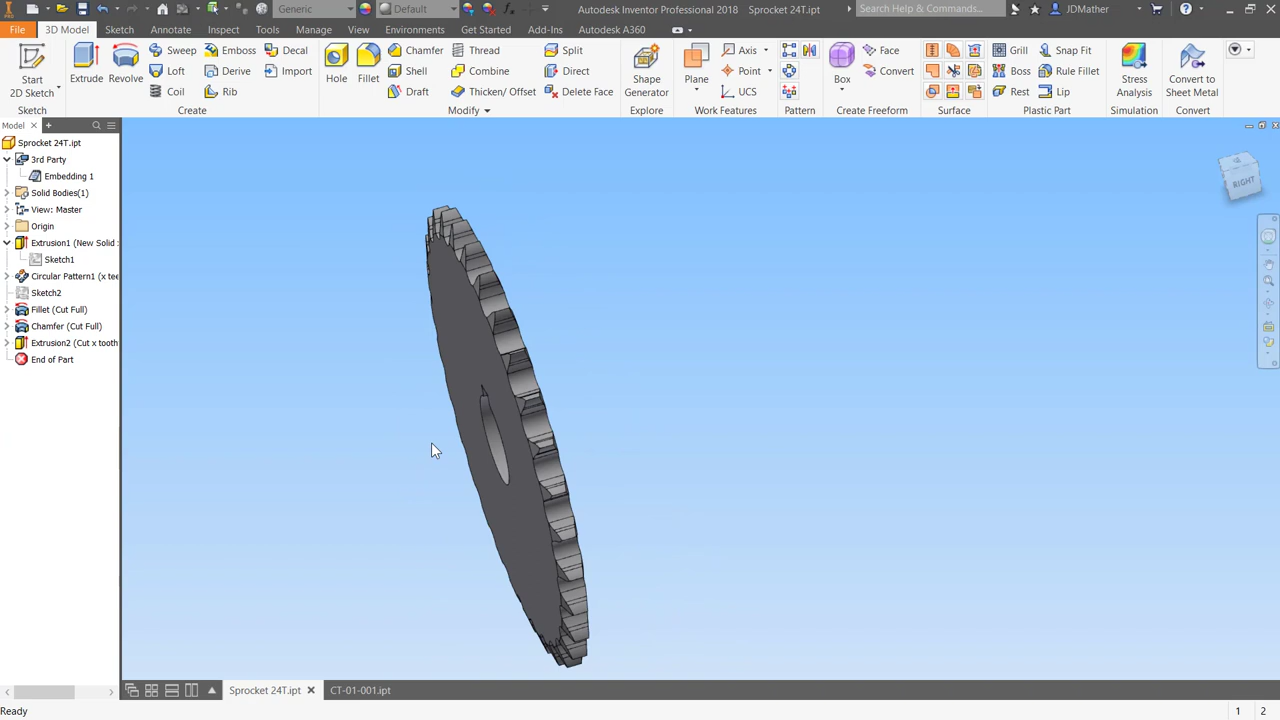 PRO
Generic
Default
Autodesk Inventor Professional 2018
Sprocket 24T.ipt
Search Help & Commands...
JDMather
File
3D Model
Sketch
Annotate
Inspect
Tools
Manage
View
Environments
Get Started
Add-Ins
Autodesk A360
Start
2D Sketch
Extrude
Revolve
Sweep
Loft
Coil
Emboss
Derive
Rib
Decal
Import
Hole
Fillet
Chamfer
Shell
Draft
Thread
Combine
Thicken/ Offset
Split
Direct
Delete Face
Shape
Generator
Plane
Axis
Point
UCS
Box
Face
Convert
Grill
Boss
Rest
Snap Fit
Rule Fillet
Lip
Stress
Analysis
Convert to
Sheet Metal
Sketch
Create
Modify
Explore
Work Features
Pattern
Create Freeform
Surface
Plastic Part
Simulation
Convert
Model
Sprocket 24T.ipt
3rd Party
Embedding 1
Solid Bodies(1)
View: Master
Origin
Extrusion1 (New Solid
Sketch1
Circular Pattern1 (x tee
Sketch2
Fillet (Cut Full)
Chamfer (Cut Full)
Extrusion2 (Cut x tooth
End of Part
RIGHT
Sprocket 24T.ipt
CT-01-001.ipt
Ready
1
2